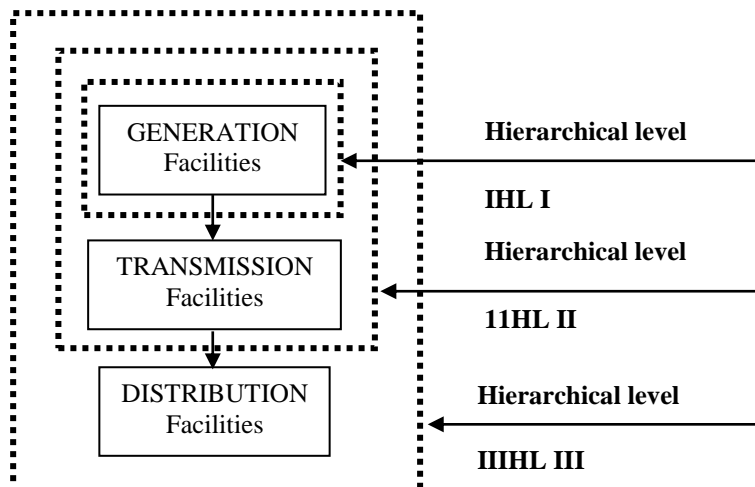 GENERATION
Facilities
Hierarchical level
IHL I
TRANSMISSION
Facilities
Hierarchical level
11HL II
DISTRIBUTION
Facilities
Hierarchical level
IIIHL III